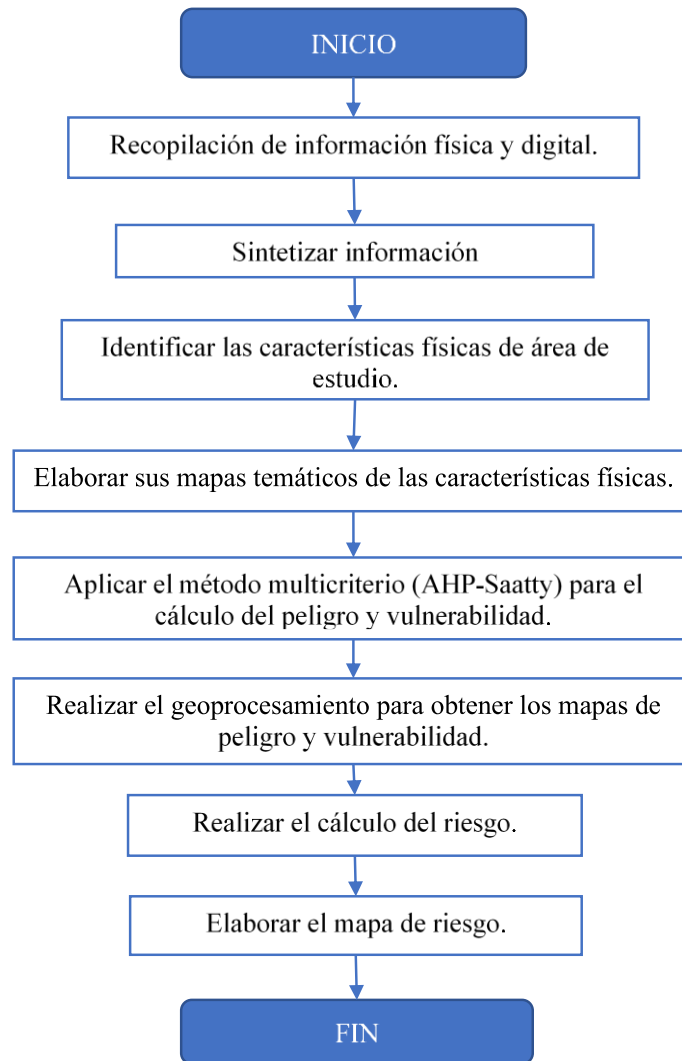 INICIO
Recopilación de información física y digital.
Sintetizar información
Identificar las características físicas de área de
estudio.
Elaborar sus mapas temáticos de las características físicas.
Aplicar el método multicriterio (AHP-Saatty) para el
cálculo del peligro y vulnerabilidad.
Realizar el geoprocesamiento para obtener los mapas de
peligro y vulnerabilidad.
Realizar el cálculo del riesgo.
Elaborar el mapa de riesgo.
FIN